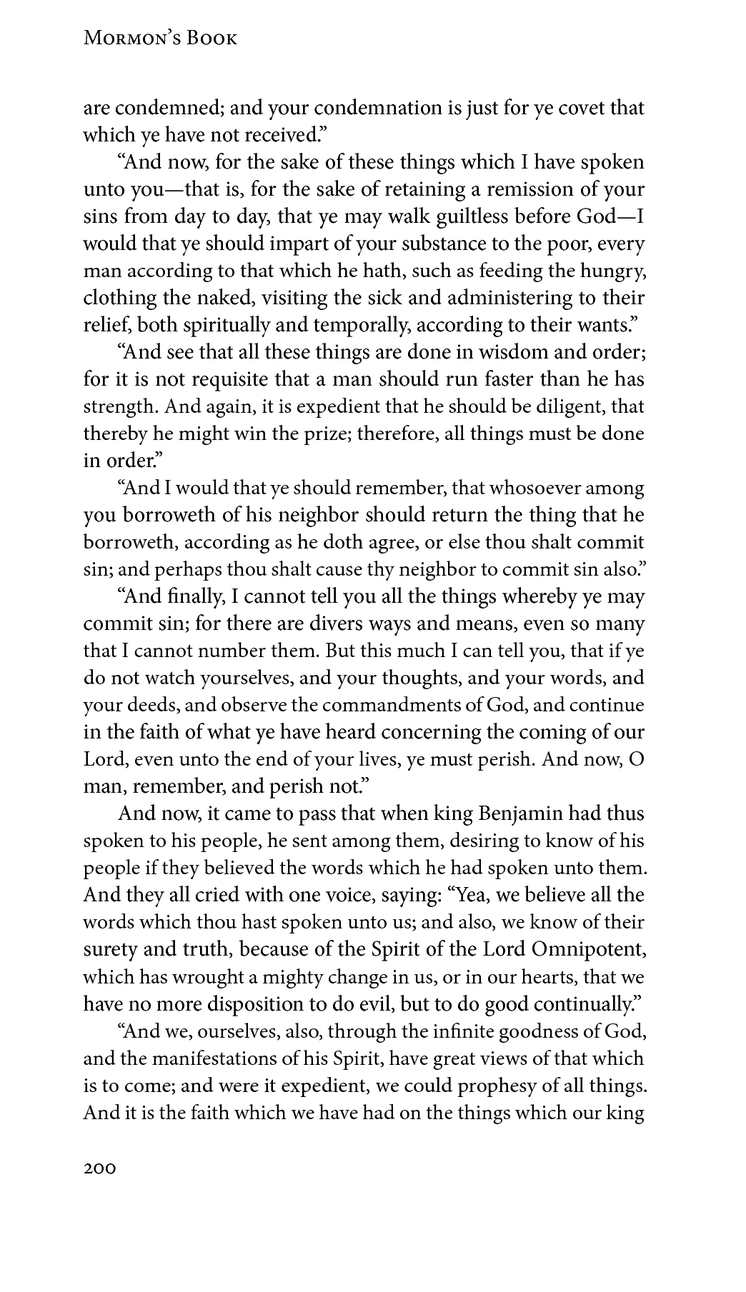 Mormon's Book
are condemned; and your condemnation is just for ye covet that
which ye have not received.”
“And now, for the sake of these things which I have spoken
unto you—that is, for the sake of retaining a remission of your
sins from day to day, that ye may walk guiltless before God—I
would that ye should impart of your substance to the poor, every
man according to that which he hath, such as feeding the hungry,
clothing the naked, visiting the sick and administering to their
relief, both spiritually and temporally, according to their wants.”
“And see that all these things are done in wisdom and order;
for it is not requisite that a man should run faster than he has
strength. And again, it is expedient that he should be diligent, that
thereby he might win the prize; therefore, all things must be done
in order.”
“And I would that ye should remember, that whosoever among
you borroweth of his neighbor should return the thing that he
borroweth, according as he doth agree, or else thou shalt commit
sin; and perhaps thou shalt cause thy neighbor to commit sin also.”
“And finally, I cannot tell you all the things whereby ye may
commit sin; for there are divers ways and means, even so many
that I cannot number them. But this much I can tell you, that if ye
do not watch yourselves, and your thoughts, and your words, and
your deeds, and observe the commandments of God, and continue
in the faith of what ye have heard concerning the coming of our
Lord, even unto the end of your lives, ye must perish. And now, O
man, remember, and perish not.”
And now, it came to pass that when king Benjamin had thus
spoken to his people, he sent among them, desiring to know of his
people if they believed the words which he had spoken unto them.
And they all cried with one voice, saying: “Yea, we believe all the
words which thou hast spoken unto us; and also, we know of their
surety and truth, because of the Spirit of the Lord Omnipotent,
which has wrought a mighty change in us, or in our hearts, that we
have no more disposition to do evil, but to do good continually.”
“And we, ourselves, also, through the infinite goodness of God,
and the manifestations of his Spirit, have great views of that which
is to come; and were it expedient, we could prophesy of all things.
And it is the faith which we have had on the things which our king
200